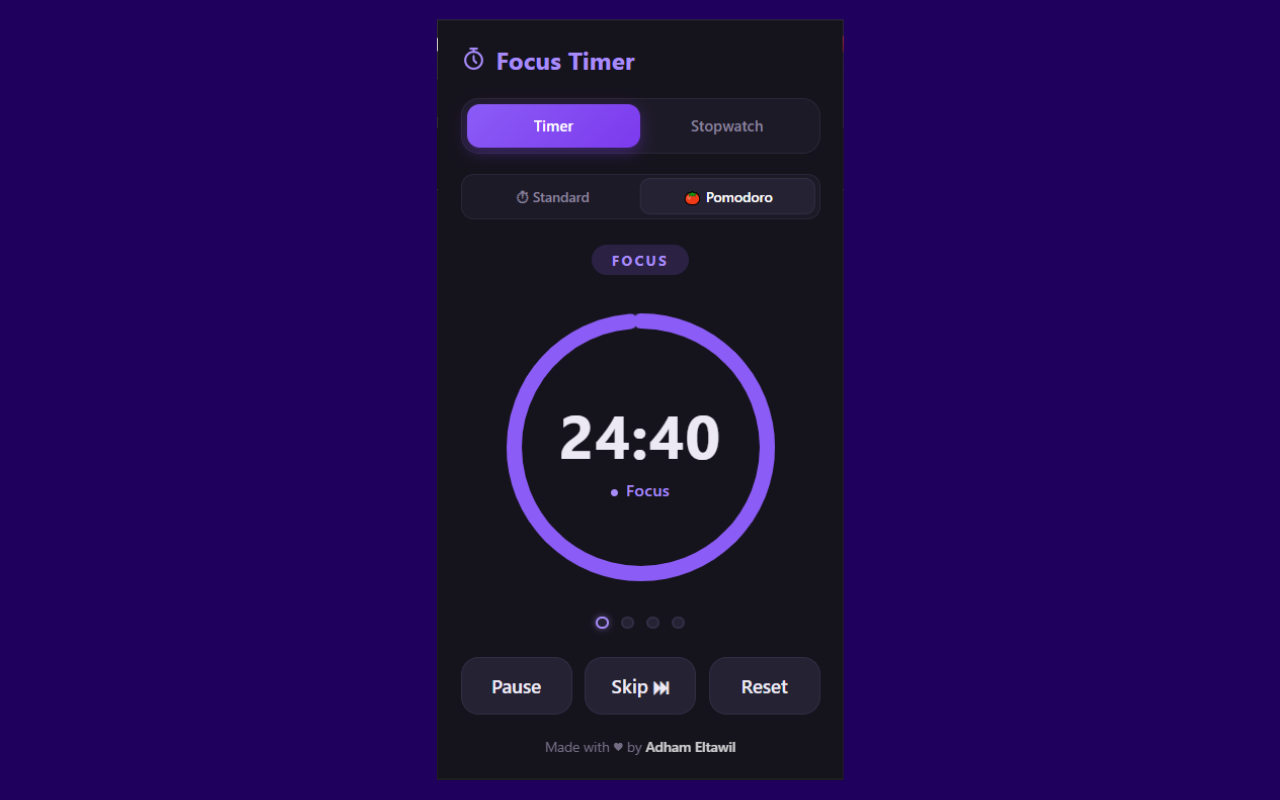 Focus Timer
Timer Stopwatch
Standard Pomodoro
FOCUS
24:40
Focus
Pause Skip Reset
Made with ♥ by Adham Eltawil